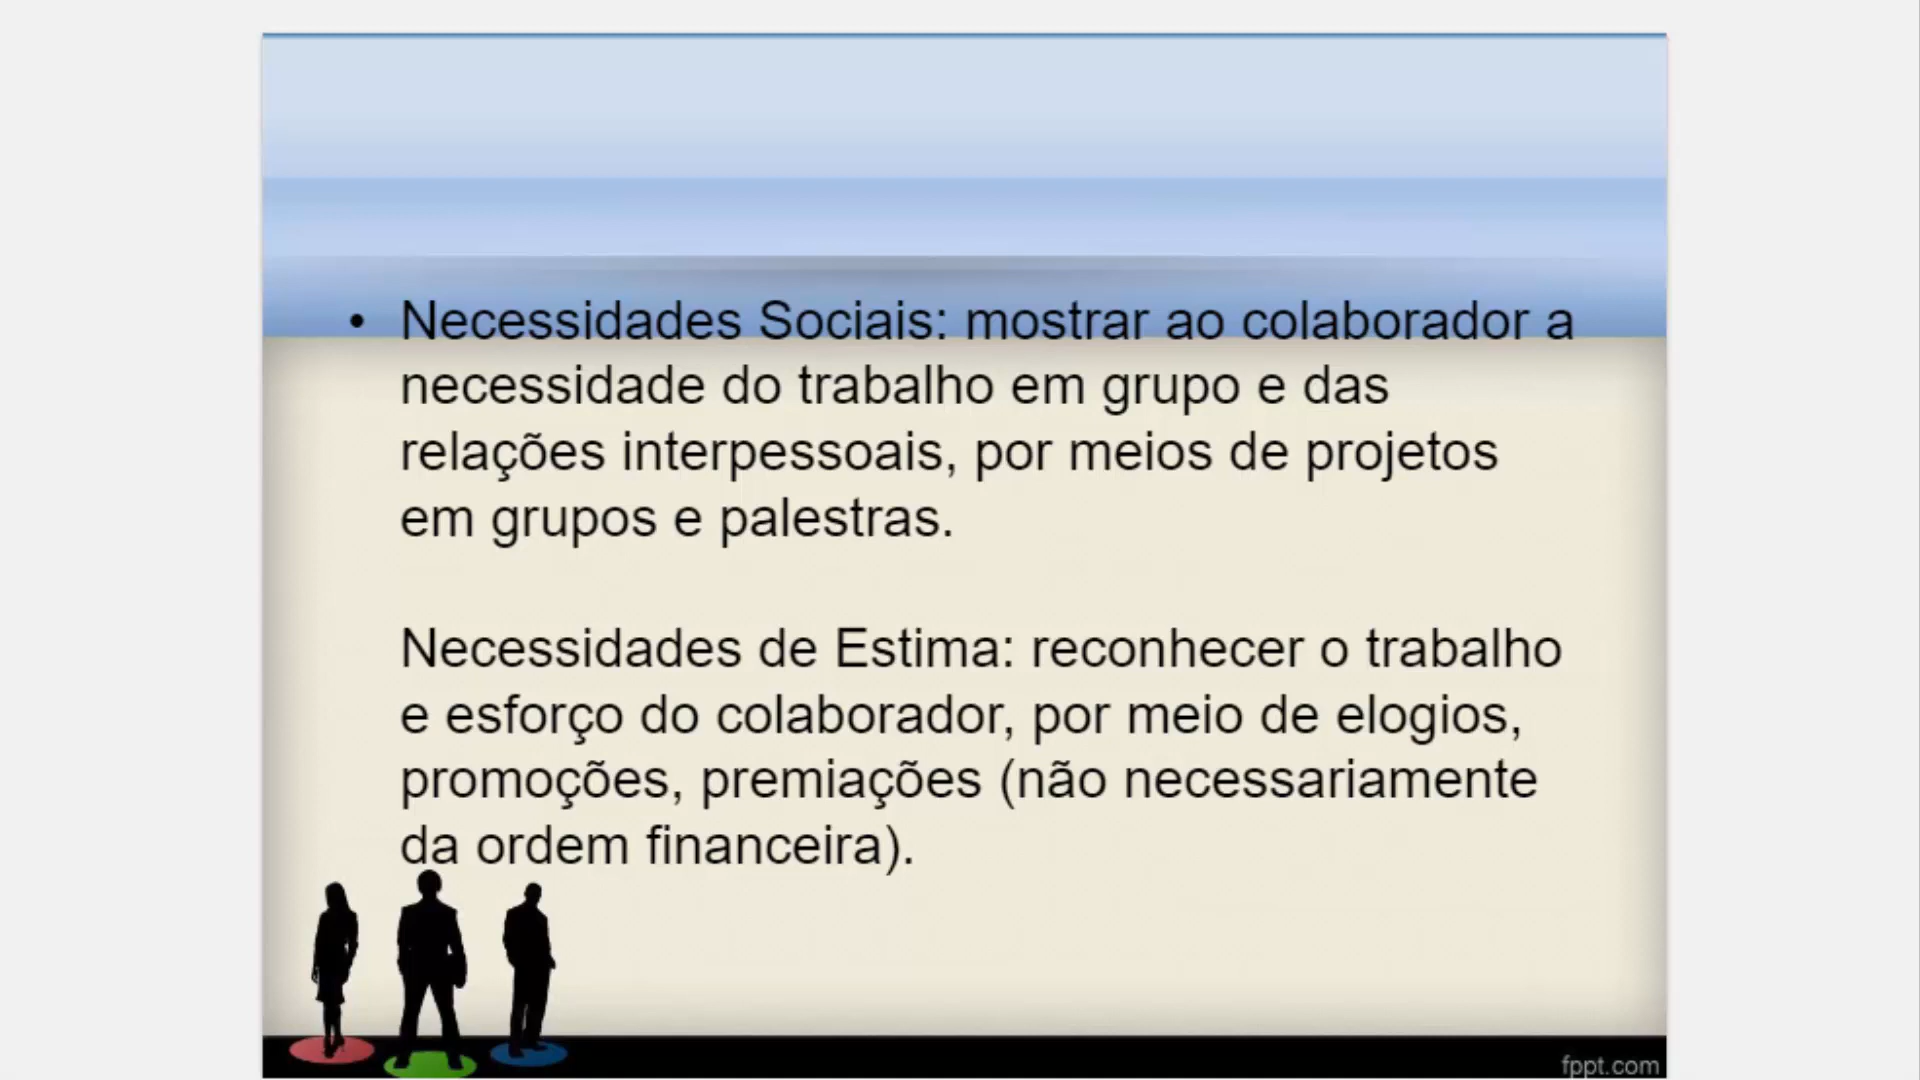 • Necessidades Sociais: mostrar ao colaborador a
necessidade do trabalho em grupo e das
relações interpessoais, por meios de projetos
em grupos e palestras.
Necessidades de Estima: reconhecer o trabalho
e esforço do colaborador, por meio de elogios,
promoções, premiações (não necessariamente
da ordem financeira).
fppt.com